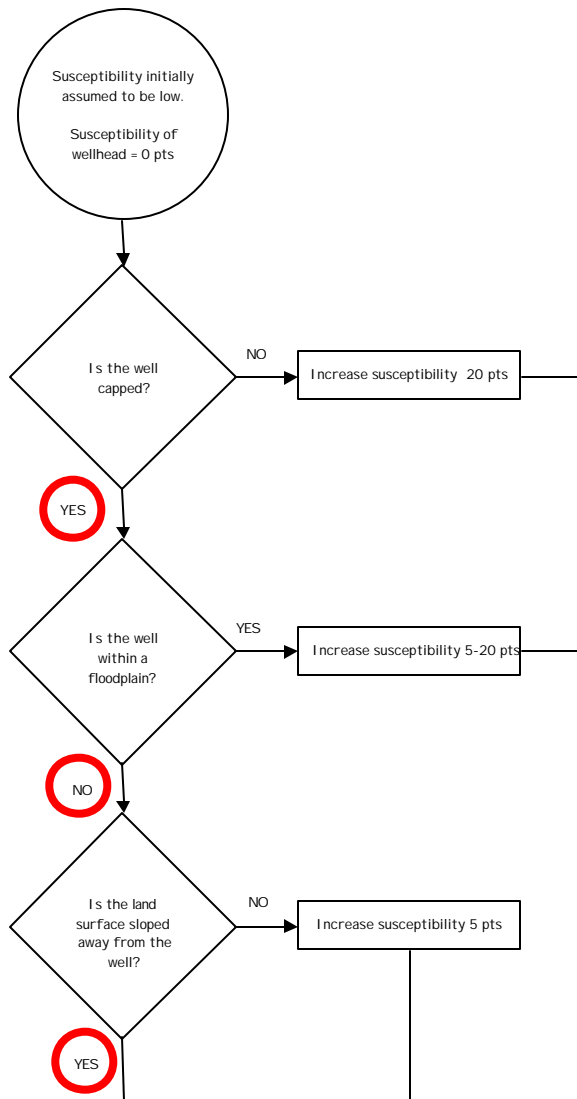 Susceptibility initially
assumed to be low.
Susceptibility of
wellhead = 0 pts
Is the well
capped?
NO
Increase susceptibility 20 pts
YES
Is the well
within a
floodplain?
YES
Increase susceptibility 5-20 pts
NO
Is the land
surface sloped
away from the
well?
NO
Increase susceptibility 5 pts
YES